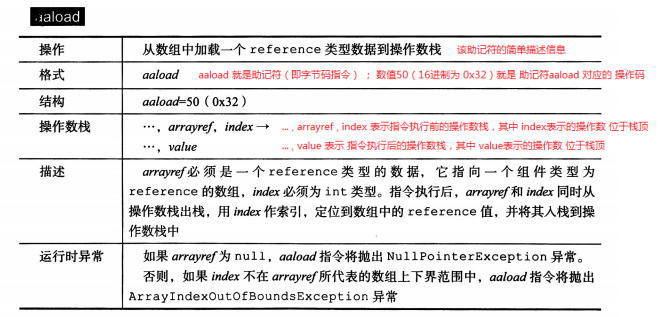 aaload
操作 从数组中加载一个 reference 类型数据到操作数栈 该助记符的简单描述信息
格式 aaload aaload 就是助记符（即字节码指令）； 数值50（16进制为 0x32）就是 助记符aaload 对应的 操作码
结构 aaload=50（0x32）
操作数栈 …, arrayref, index → ... , arrayref , index 表示指令执行前的操作数栈，其中 index表示的操作数 位于栈顶
…, value ... , value 表示 指令执行后的操作数栈，其中 value表示的操作数 位于栈顶
描述 arrayref 必须是一个 reference 类型的数据，它指向一个组件类型为
reference 的数组, index 必须为 int 类型。指令执行后，arrayref 和 index 同时从
操作数栈出栈，用 index 作索引，定位到数组中的 reference 值，并将其入栈到操
作数栈中
运行时异常 如果 arrayref 为 null，aaload 指令将抛出 NullPointerException 异常。
否则，如果 index 不在 arrayref 所代表的数组上下界范围中，aaload 指令将抛出
ArrayIndexOutOfBoundsException 异常